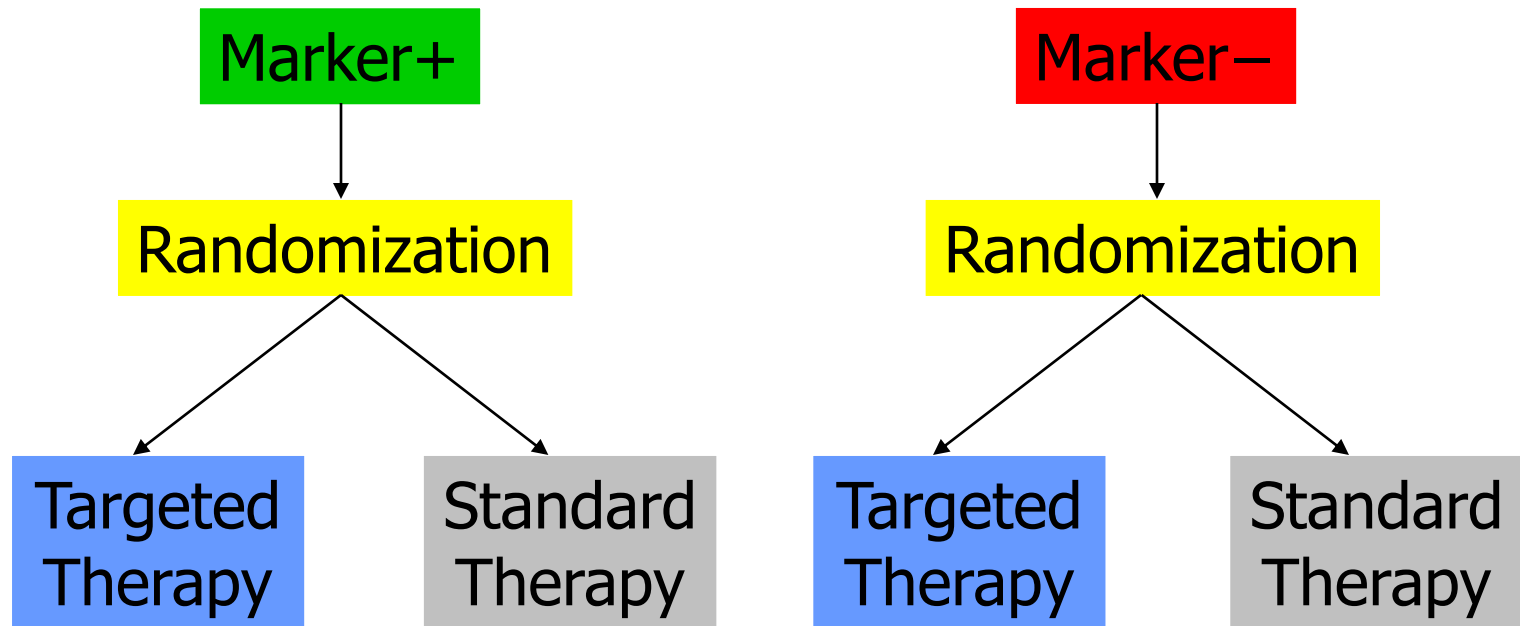 Marker+
Marker−
Randomization
Randomization
Targeted
Therapy
Standard
Therapy
Targeted
Therapy
Standard
Therapy